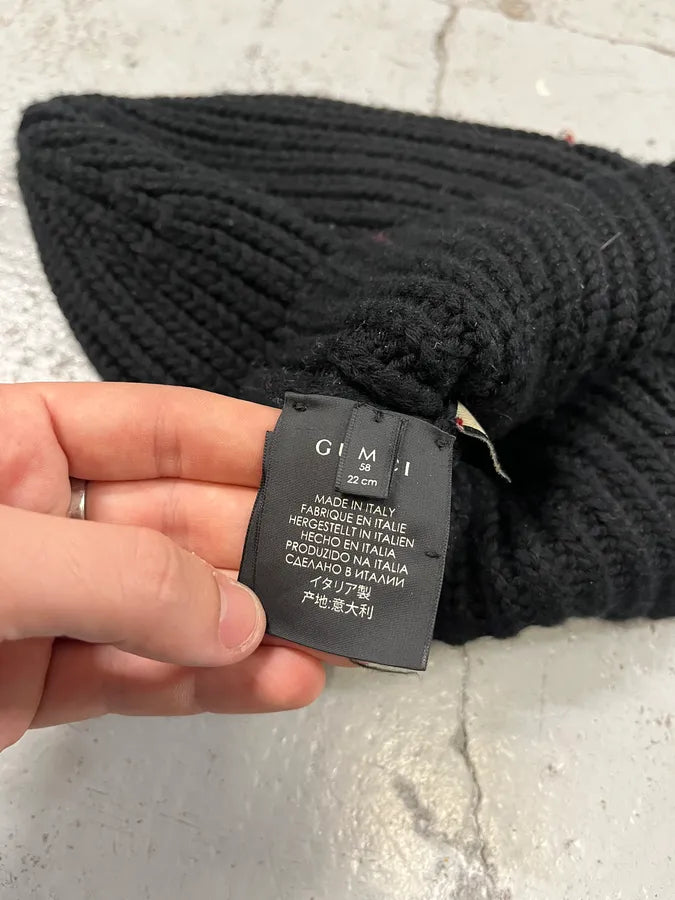 GUCCI
M
58
22 cm
MADE IN ITALY
FABRIQUE EN ITALIE
HERGESTELLT IN ITALIEN
HECHO EN ITALIA
PRODUZIDO NA ITALIA
СДЕЛАНО В ИТАЛИИ
イタリア製
产地:意大利